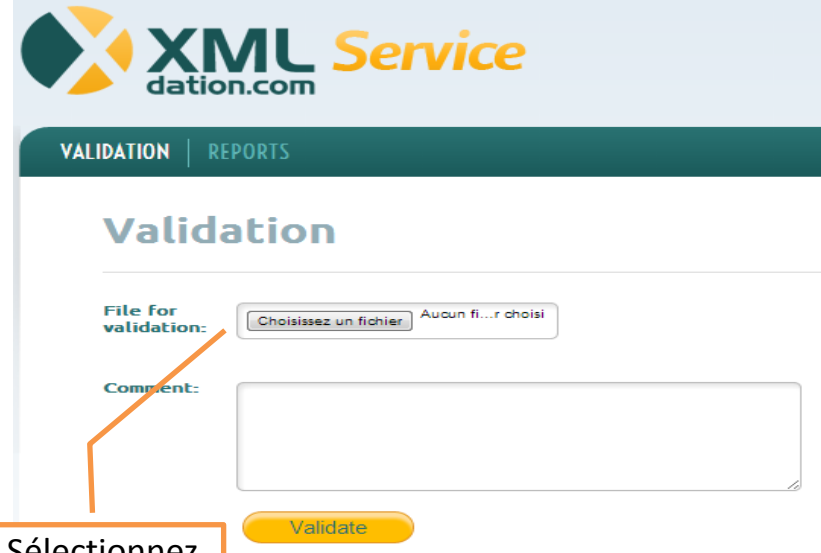 XML Service
dation.com
VALIDATION | REPORTS
Validation
File for
validation:
Choisissez un fichier Aucun fi...r choisi
Comment:
Validate
Sélectionnez